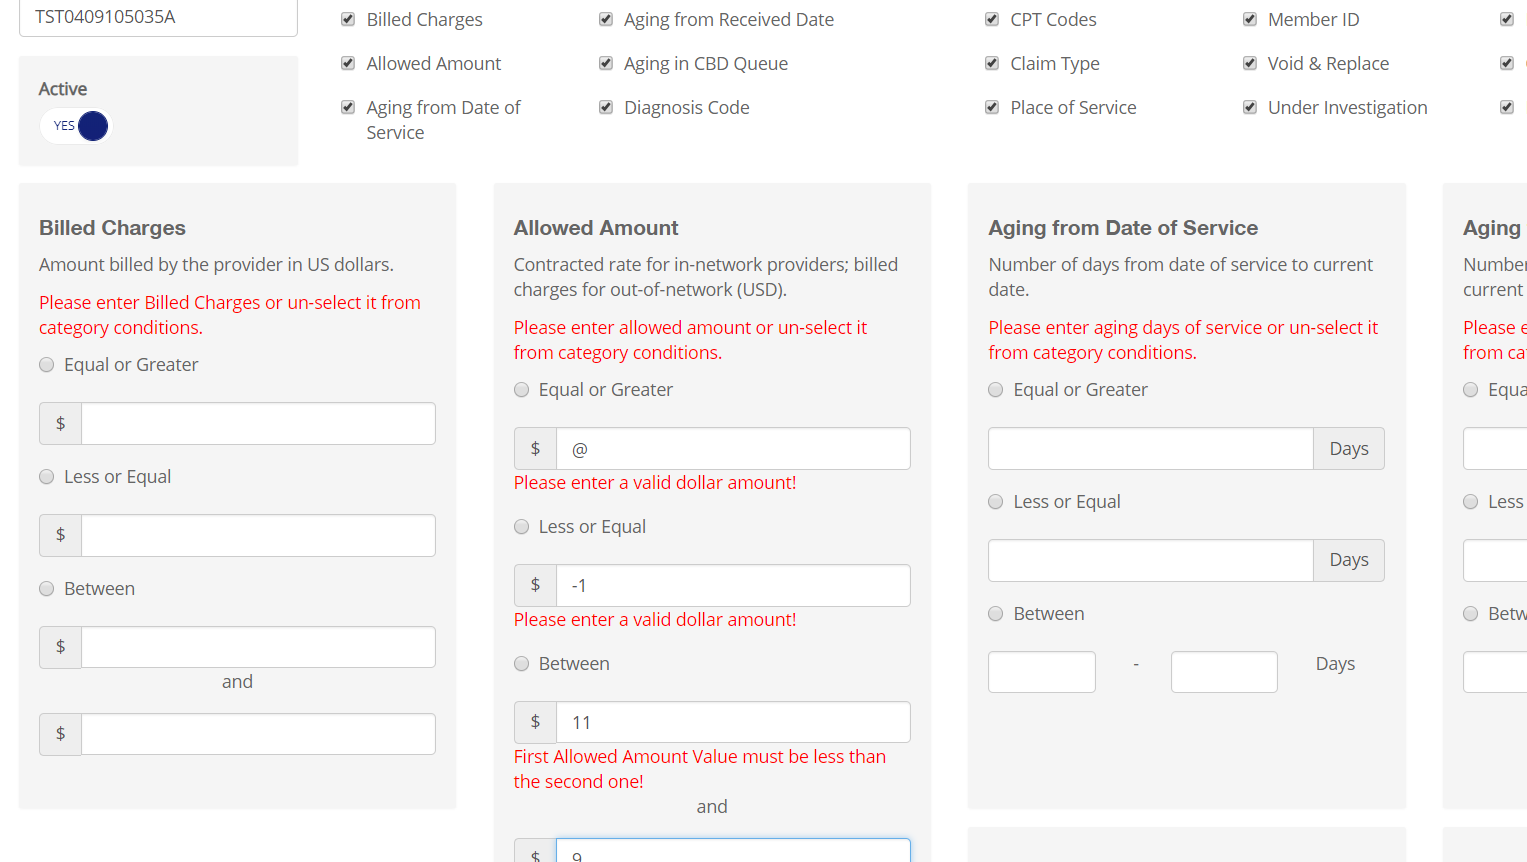 TST0409105035A
Active
YES
Billed Charges
Allowed Amount
Aging from Date of
Service
Aging from Received Date
Aging in CBD Queue
Diagnosis Code
CPT Codes
Claim Type
Place of Service
Member ID
Void & Replace
Under Investigation
Billed Charges
Amount billed by the provider in US dollars.
Please enter Billed Charges or un-select it from
category conditions.
Equal or Greater
$
Less or Equal
$
Between
$
and
$
Allowed Amount
Contracted rate for in-network providers; billed
charges for out-of-network (USD).
Please enter allowed amount or un-select it
from category conditions.
Equal or Greater
$ @
Please enter a valid dollar amount!
Less or Equal
$ -1
Please enter a valid dollar amount!
Between
$ 11
First Allowed Amount Value must be less than
the second one!
and
$ 9
Aging from Date of Service
Number of days from date of service to current
date.
Please enter aging days of service or un-select it
from category conditions.
Equal or Greater
Days
Less or Equal
Days
Between
- Days
Aging
Number
current
Please e
from cat
Equa
Less
Betw